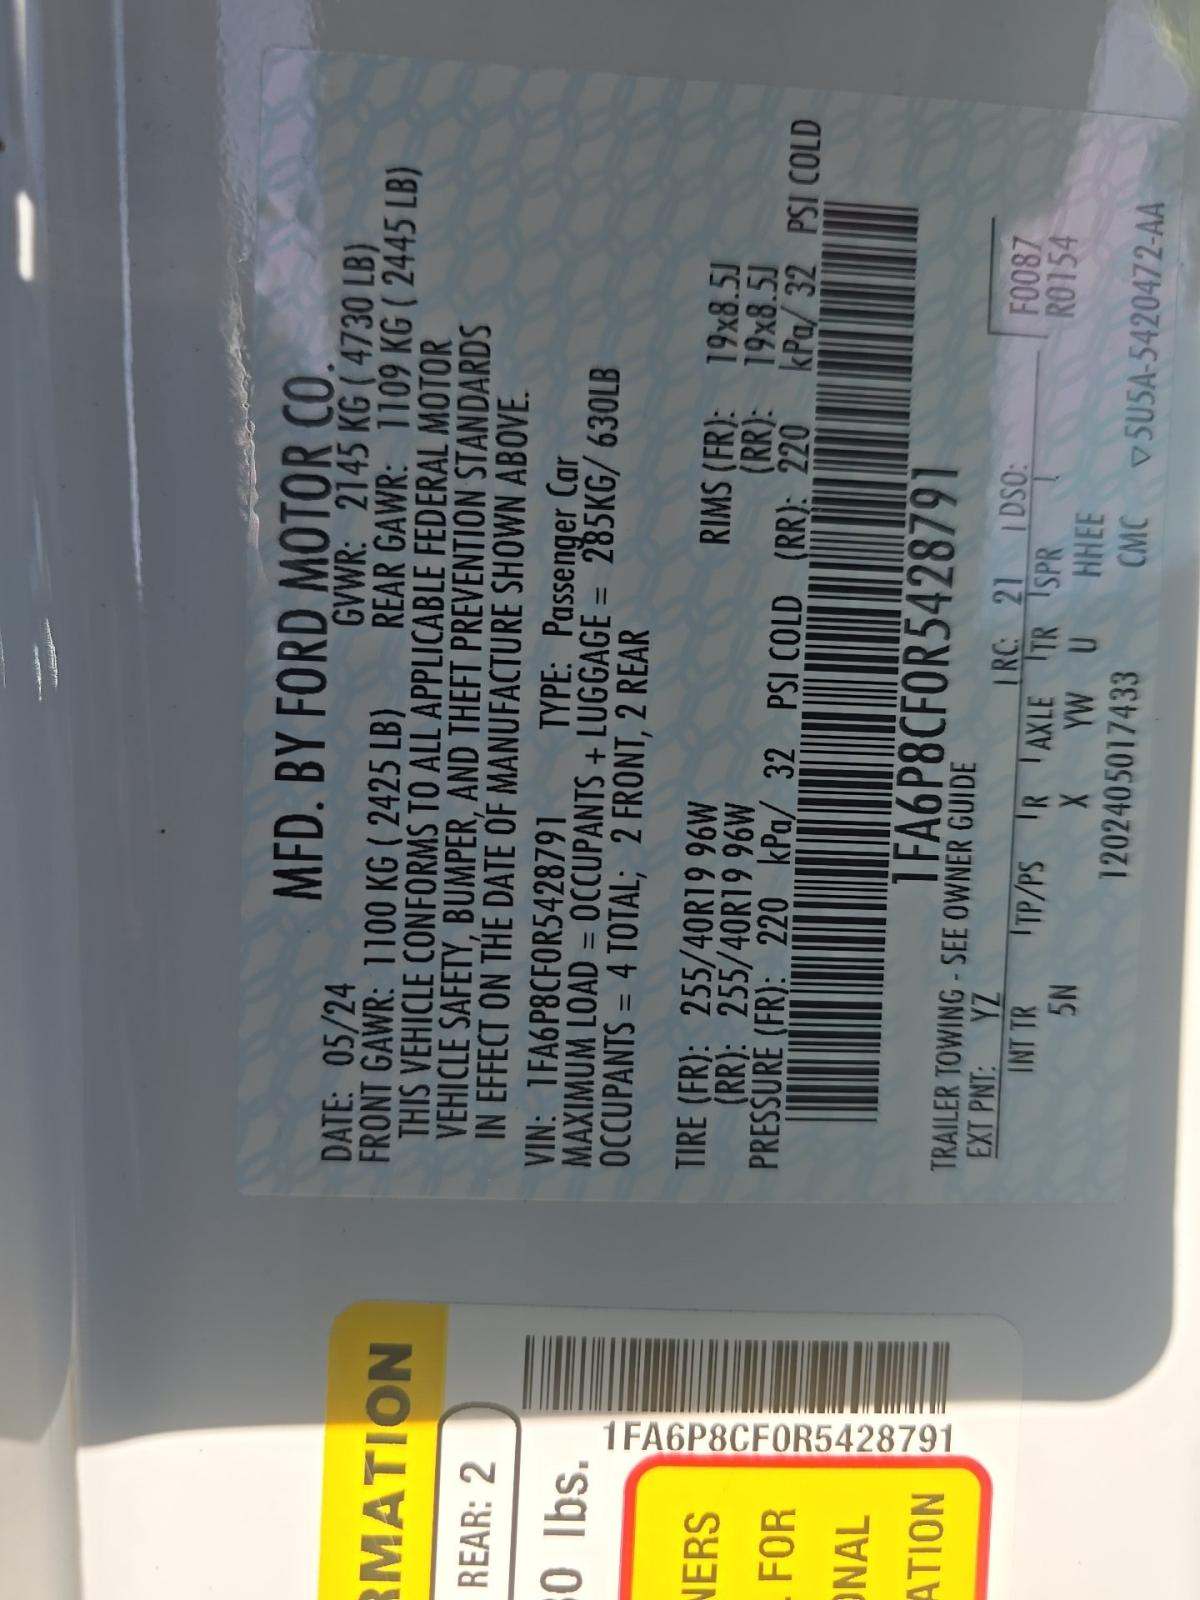 MFD. BY FORD MOTOR CO.
DATE: 05/24 GVWR: 2145 KG ( 4730 LB)
FRONT GAWR: 1100 KG ( 2425 LB) REAR GAWR: 1109 KG ( 2445 LB)
THIS VEHICLE CONFORMS TO ALL APPLICABLE FEDERAL MOTOR
VEHICLE SAFETY, BUMPER, AND THEFT PREVENTION STANDARDS
IN EFFECT ON THE DATE OF MANUFACTURE SHOWN ABOVE.
VIN: 1FA6P8CF0R5428791 TYPE: Passenger Car
MAXIMUM LOAD = OCCUPANTS + LUGGAGE = 285KG/ 630LB
OCCUPANTS = 4 TOTAL; 2 FRONT, 2 REAR
TIRE (FR): 255/40R19 96W RIMS (FR): 19x8.5J
(RR): 255/40R19 96W (RR): 19x8.5J
PRESSURE (FR): 220 kPa/ 32 PSI COLD (RR): 220 kPa/ 32 PSI COLD
1FA6P8CF0R5428791
TRAILER TOWING - SEE OWNER GUIDE
EXT PNT: YZ RC: 21 DSO: F0087
INT TR TP/PS R AXLE TR SPR R0154
5N X YW U HHEE
1202405017433 CMC ▽5U5A-5420472-AA
RMATION
REAR: 2
30 lbs.
1FA6P8CF0R5428791
NERS
FOR
ONAL
ATION